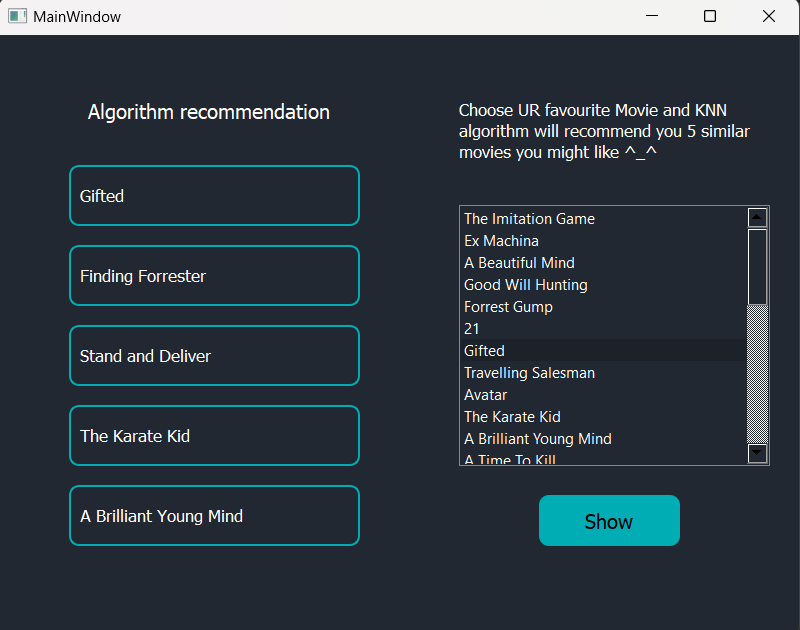 MainWindow
Algorithm recommendation
Gifted
Finding Forrester
Stand and Deliver
The Karate Kid
A Brilliant Young Mind
Choose UR favourite Movie and KNN
algorithm will recommend you 5 similar
movies you might like ^_^
The Imitation Game
Ex Machina
A Beautiful Mind
Good Will Hunting
Forrest Gump
21
Gifted
Travelling Salesman
Avatar
The Karate Kid
A Brilliant Young Mind
A Time To Kill
Show